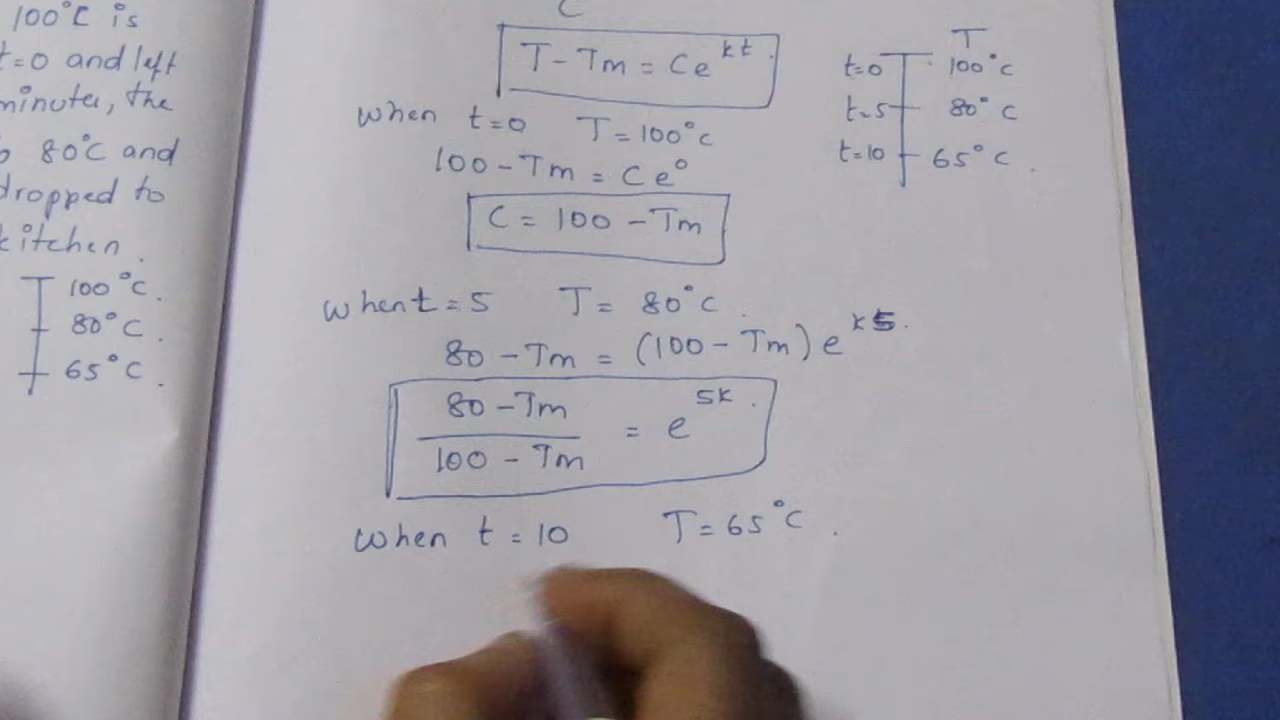 100°C is
t=0 and left
minutes, the
80°C and
dropped to
kitchen.
100°C.
80°C.
65°C.
C
T - Tm = Ce^kt.
when t=0 T=100°c
100 - Tm = Ce^0
C = 100 - Tm
when t = 5 T = 80°c.
80 - Tm = (100 - Tm) e^k5.
80 - Tm / 100 - Tm = e^5k.
when t = 10 T = 65°C.
T
t=0 100°C
t=5 80°C
t=10 65°C.